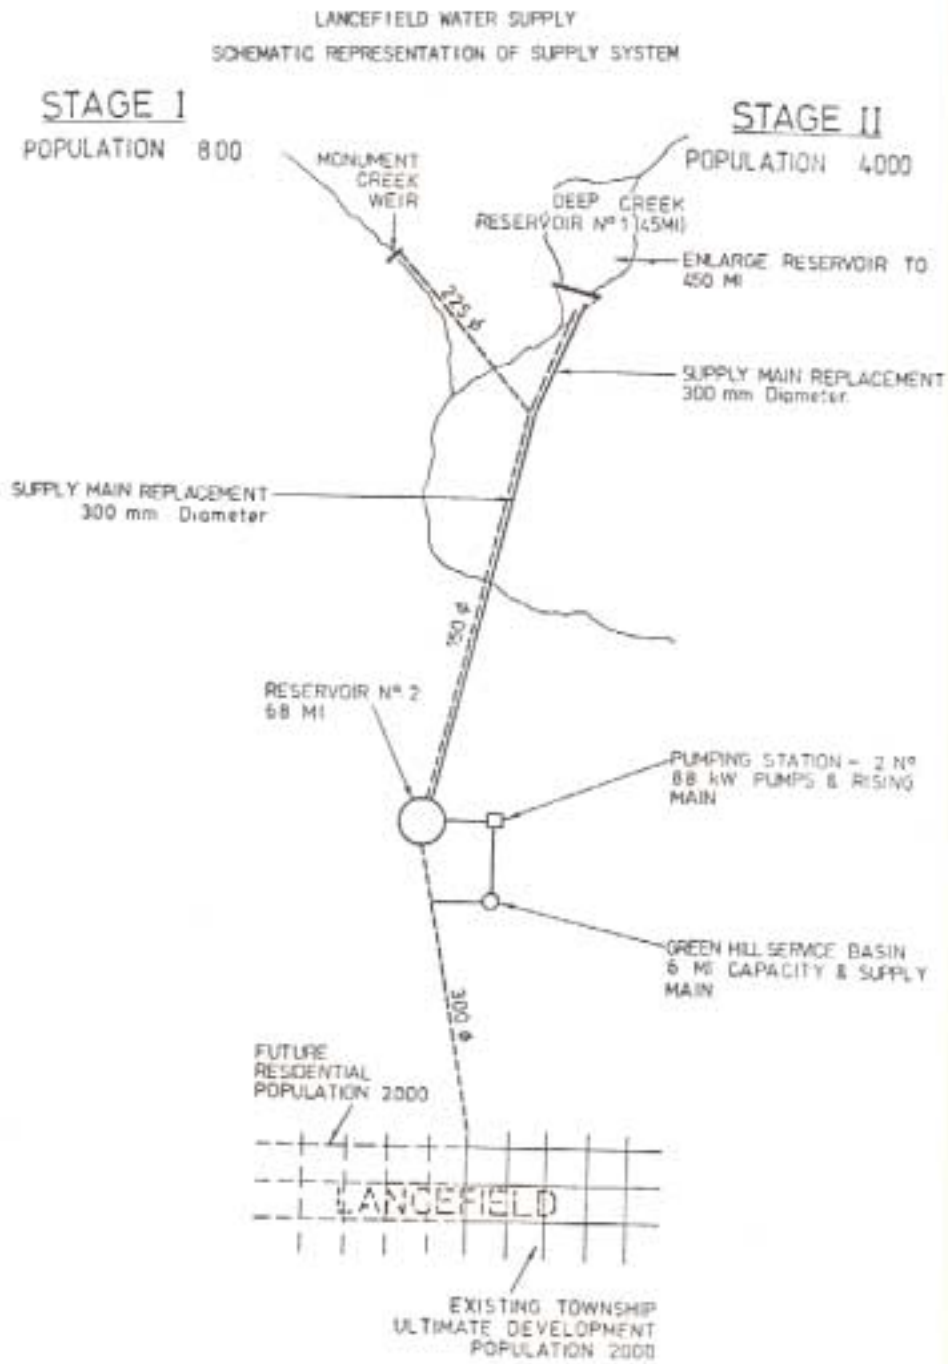 LANCEFIELD WATER SUPPLY
SCHEMATIC REPRESENTATION OF SUPPLY SYSTEM
STAGE I
POPULATION 800
STAGE II
POPULATION 4000
MONUMENT
CREEK
WEIR
DEEP CREEK
RESERVOIR Nº 1 (45Ml)
ENLARGE RESERVOIR TO
450 Ml
225 ø
SUPPLY MAIN REPLACEMENT
300 mm Diameter
SUPPLY MAIN REPLACEMENT
300 mm Diameter
150 ø
RESERVOIR Nº 2
68 Ml
PUMPING STATION - 2 Nº
88 kW PUMPS & RISING
MAIN
GREEN HILL SERVICE BASIN
6 Ml CAPACITY & SUPPLY
MAIN
300 ø
FUTURE
RESIDENTIAL
POPULATION 2000
LANCEFIELD
EXISTING TOWNSHIP
ULTIMATE DEVELOPMENT
POPULATION 2000